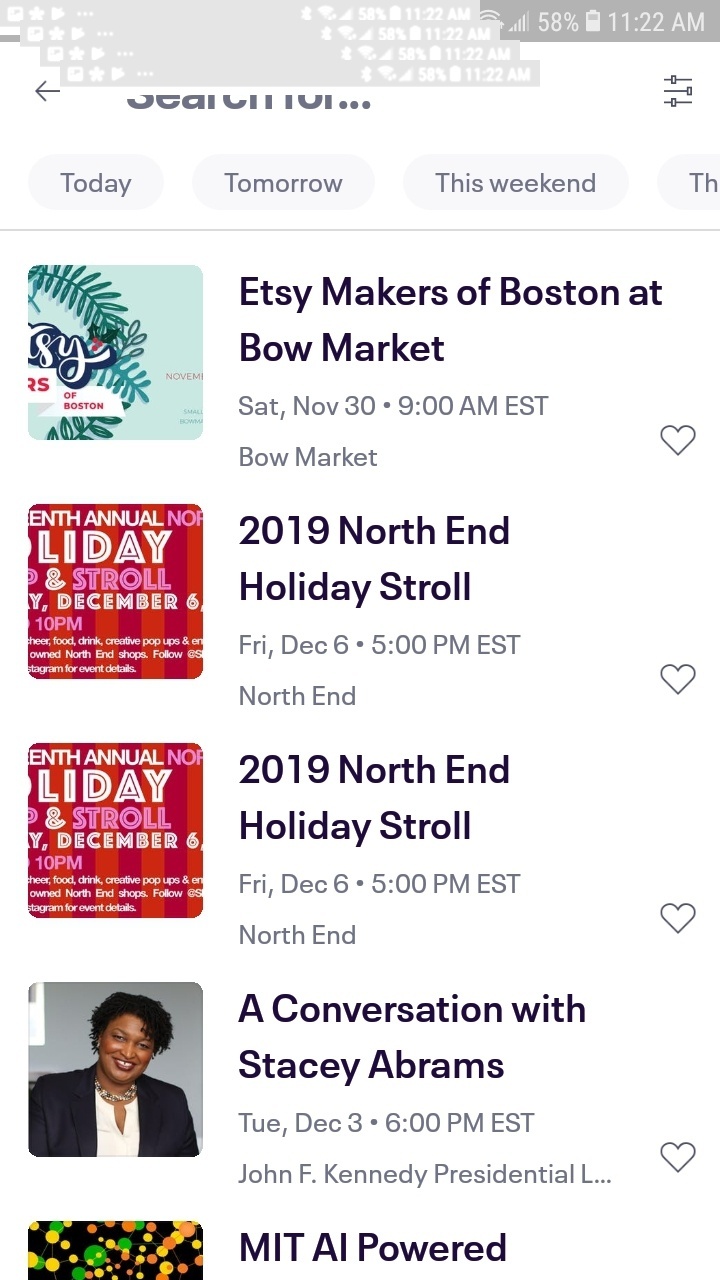 58% 11:22 AM
58% 11:22 AM
58% 11:22 AM
58% 11:22 AM
58% 11:22 AM
Search for...
Today Tomorrow This weekend Th
Etsy Makers of Boston at
Bow Market
Sat, Nov 30 • 9:00 AM EST
Bow Market
sy
RS
OF
BOSTON
NOVEM
SMALL
BOWMA
2019 North End
Holiday Stroll
Fri, Dec 6 • 5:00 PM EST
North End
ENTH ANNUAL NOR
LIDAY
P & STROLL
Y, DECEMBER 6,
10PM
cheer, food, drink, creative pop ups & en
owned North End shops. Follow @S
stagram for event details.
2019 North End
Holiday Stroll
Fri, Dec 6 • 5:00 PM EST
North End
ENTH ANNUAL NOR
LIDAY
P & STROLL
Y, DECEMBER 6,
10PM
cheer, food, drink, creative pop ups & en
owned North End shops. Follow @S
stagram for event details.
A Conversation with
Stacey Abrams
Tue, Dec 3 • 6:00 PM EST
John F. Kennedy Presidential L...
MIT AI Powered